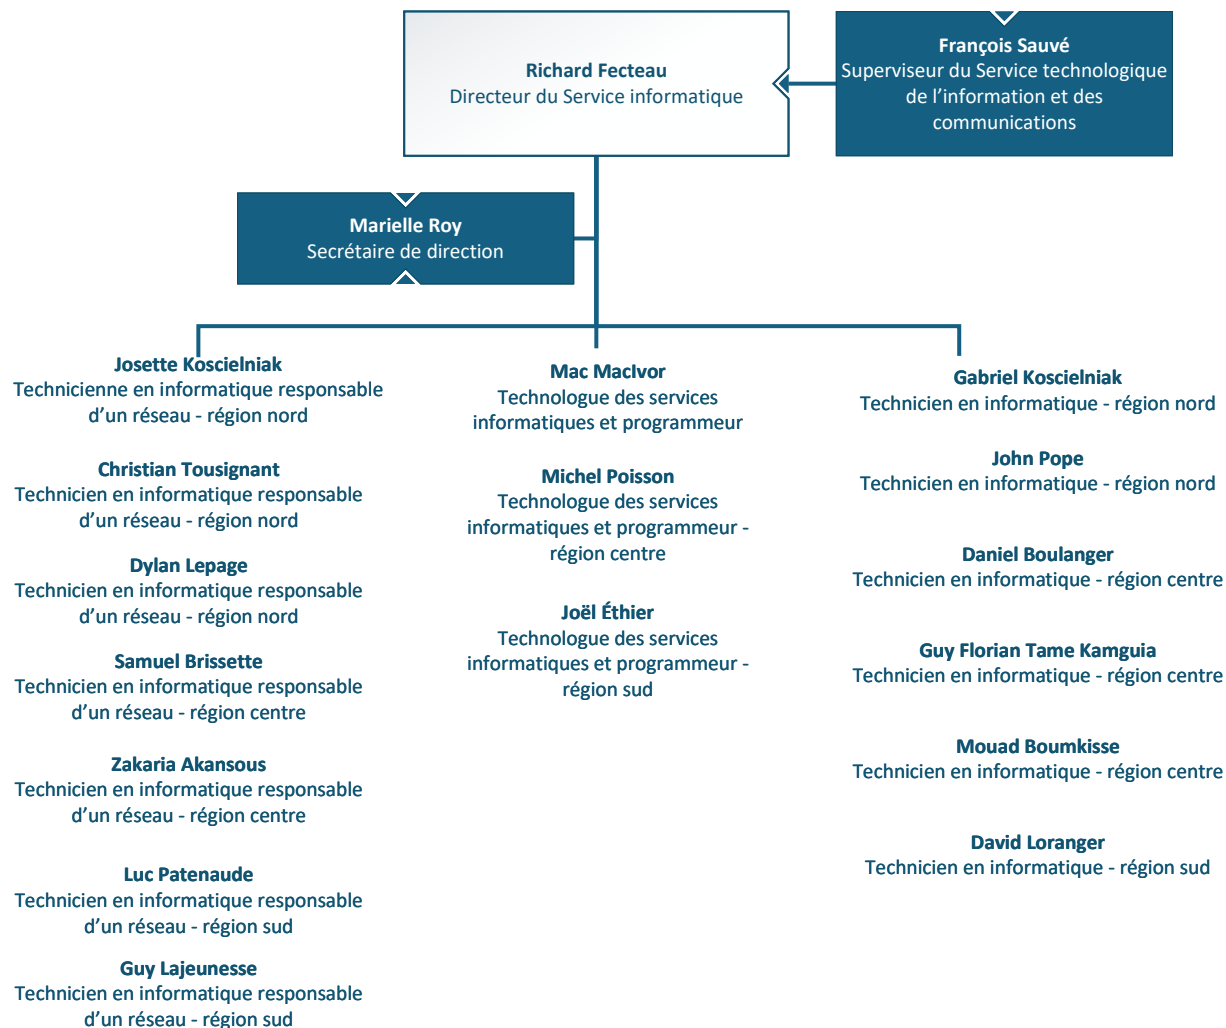 Richard Fecteau
Directeur du Service informatique
François Sauvé
Superviseur du Service technologique
de l'information et des
communications
Marielle Roy
Secrétaire de direction
Josette Koscielniak
Technicienne en informatique responsable
d'un réseau - région nord
Christian Tousignant
Technicien en informatique responsable
d'un réseau - région nord
Dylan Lepage
Technicien en informatique responsable
d'un réseau - région nord
Samuel Brissette
Technicien en informatique responsable
d'un réseau - région centre
Zakaria Akansous
Technicien en informatique responsable
d'un réseau - région centre
Luc Patenaude
Technicien en informatique responsable
d'un réseau - région sud
Guy Lajeunesse
Technicien en informatique responsable
d'un réseau - région sud
Mac MacIvor
Technologue des services
informatiques et programmeur
Michel Poisson
Technologue des services
informatiques et programmeur -
région centre
Joël Éthier
Technologue des services
informatiques et programmeur -
région sud
Gabriel Koscielniak
Technicien en informatique - région nord
John Pope
Technicien en informatique - région nord
Daniel Boulanger
Technicien en informatique - région centre
Guy Florian Tame Kamguia
Technicien en informatique - région centre
Mouad Boumkisse
Technicien en informatique - région centre
David Loranger
Technicien en informatique - région sud